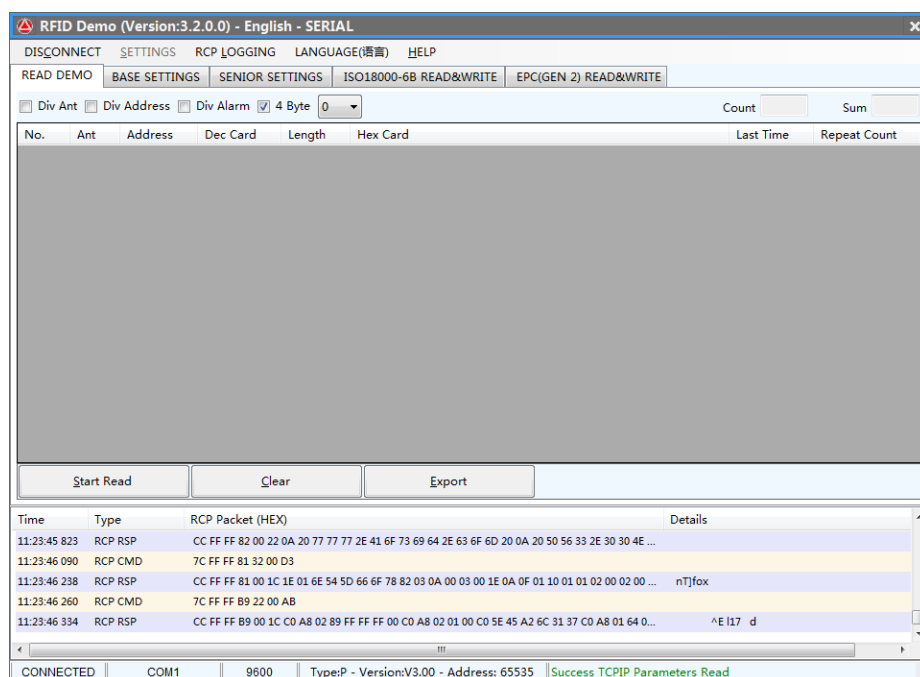 RFID Demo (Version:3.2.0.0) - English - SERIAL
DISCONNECT SETTINGS RCP LOGGING LANGUAGE(语言) HELP
READ DEMO BASE SETTINGS SENIOR SETTINGS ISO18000-6B READ&WRITE EPC(GEN 2) READ&WRITE
Div Ant Div Address Div Alarm 4 Byte 0 Count Sum
No. Ant Address Dec Card Length Hex Card Last Time Repeat Count
Start Read Clear Export
Time Type RCP Packet (HEX) Details
11:23:45 823 RCP RSP CC FF FF 82 00 22 0A 20 77 77 77 2E 41 6F 73 69 64 2E 63 6F 6D 20 0A 20 50 56 33 2E 30 30 4E ...
11:23:46 090 RCP CMD 7C FF FF 81 32 00 D3
11:23:46 238 RCP RSP CC FF FF 81 00 1C 1E 01 6E 54 5D 66 6F 78 82 03 0A 00 03 00 1E 0A 0F 01 10 01 01 02 00 02 00 ... nT]fox
11:23:46 260 RCP CMD 7C FF FF B9 22 00 AB
11:23:46 334 RCP RSP CC FF FF B9 00 1C C0 A8 02 89 FF FF FF 00 C0 A8 02 01 00 C0 5E 45 A2 6C 31 37 C0 A8 01 64 0... ^E l17 d
CONNECTED COM1 9600 Type:P - Version:V3.00 - Address: 65535 Success TCPIP Parameters Read